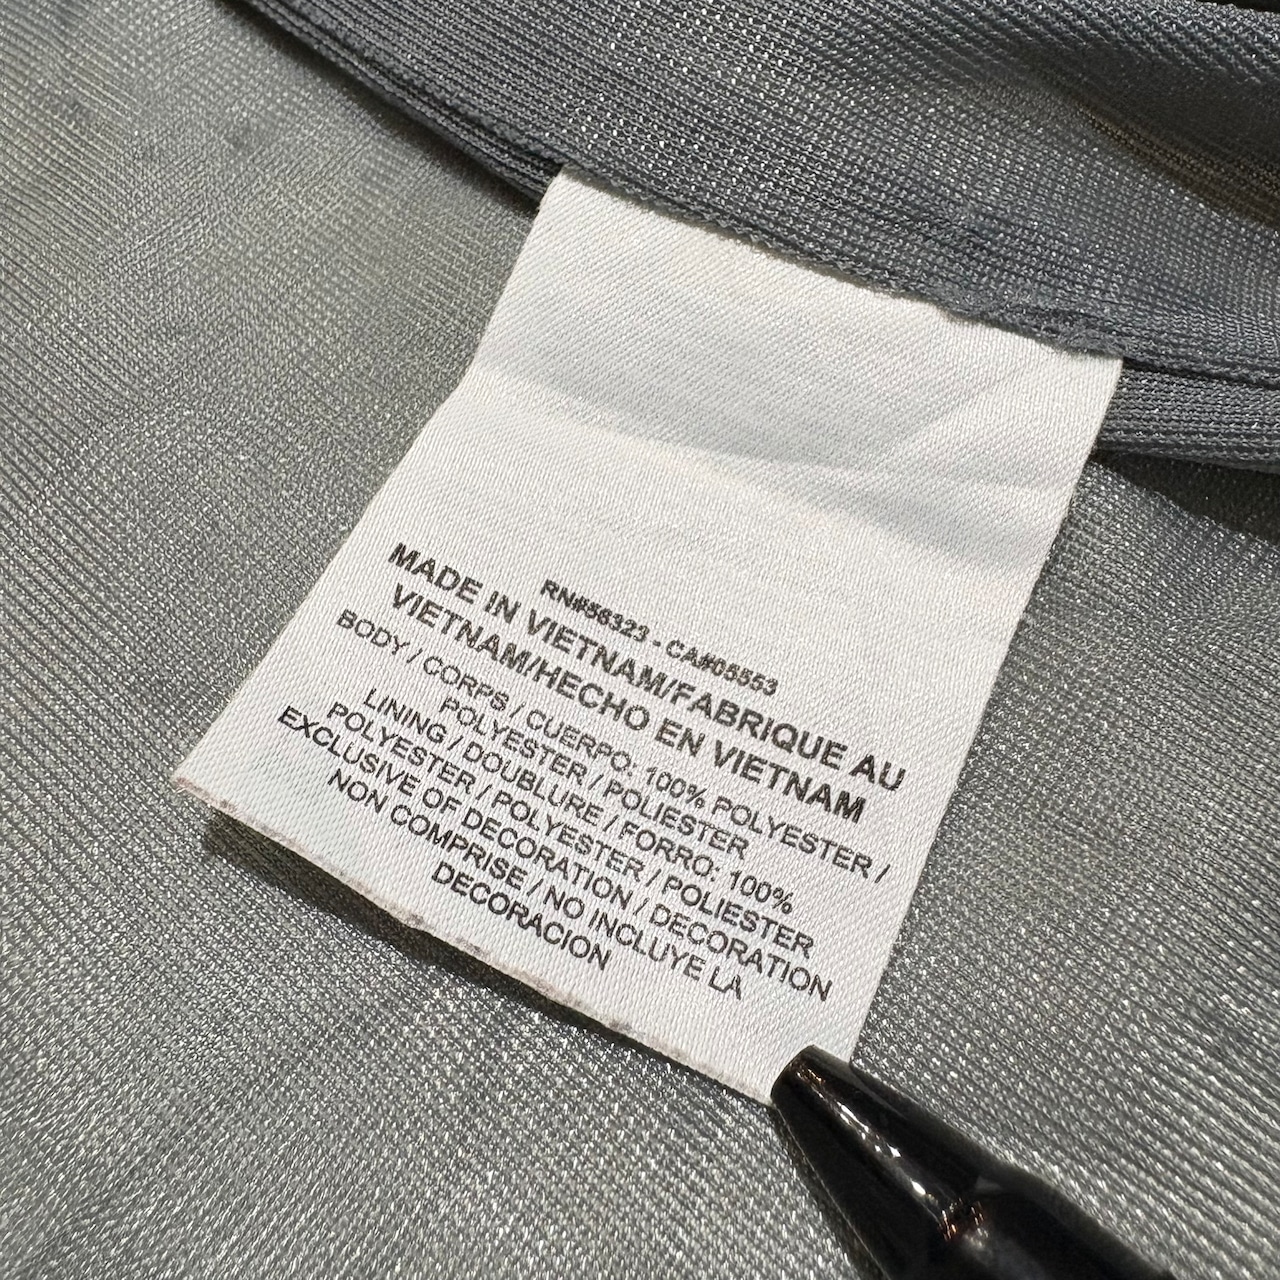 RN#56323 - CA#05553
MADE IN VIETNAM/FABRIQUE AU
VIETNAM/HECHO EN VIETNAM
BODY / CORPS / CUERPO: 100% POLYESTER /
POLYESTER / POLIESTER
LINING / DOUBLURE / FORRO: 100%
POLYESTER / POLYESTER / POLIESTER
EXCLUSIVE OF DECORATION / DECORATION
NON COMPRISE / NO INCLUYE LA
DECORACION